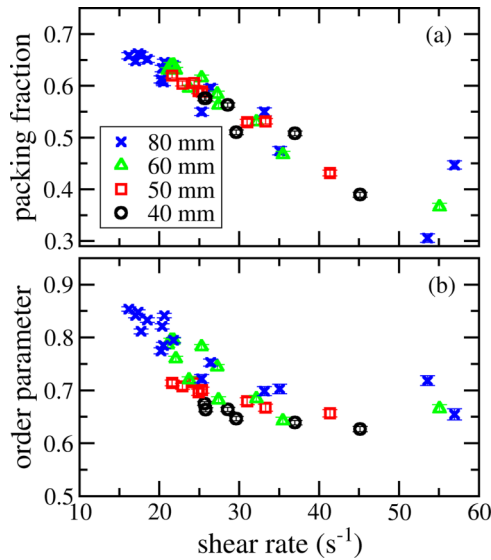 0.7
0.6
0.5
0.4
0.3
packing fraction
(a)
80 mm
60 mm
50 mm
40 mm
0.9
0.8
0.7
0.6
0.5
order parameter
(b)
10 20 30 40 50 60
shear rate (s⁻¹)